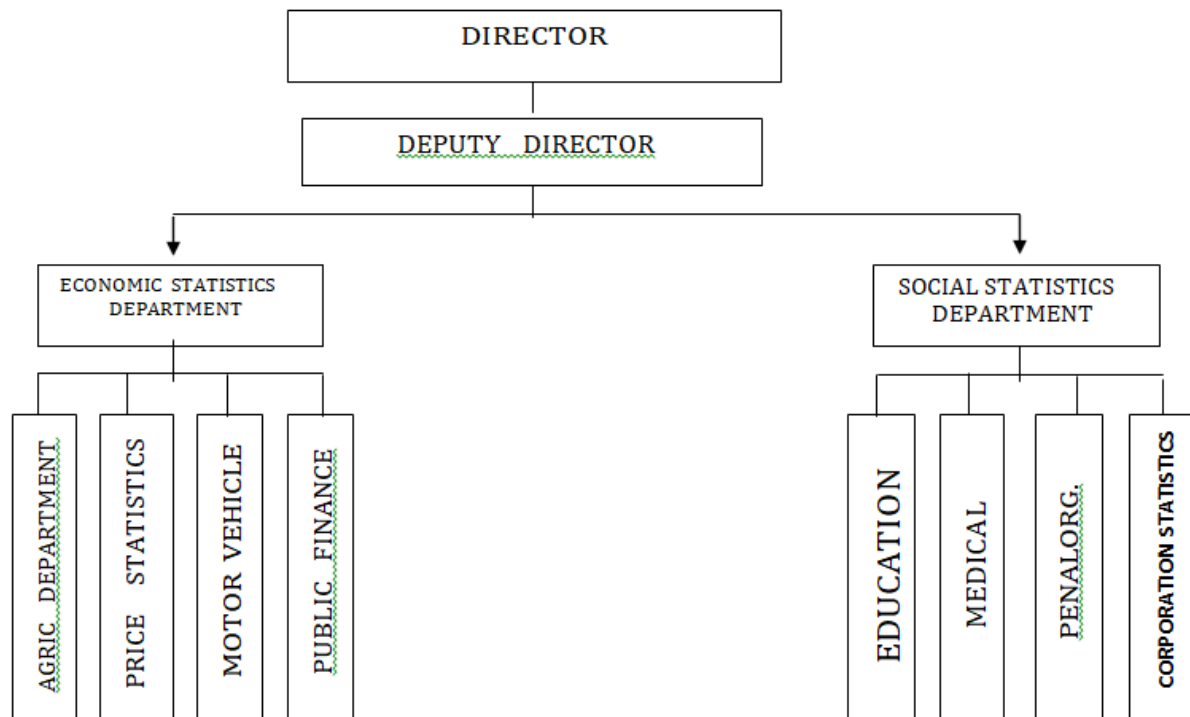 DIRECTOR
DEPUTY DIRECTOR
ECONOMIC STATISTICS
DEPARTMENT
SOCIAL STATISTICS
DEPARTMENT
AGRIC DEPARTMENT
PRICE STATISTICS
MOTOR VEHICLE
PUBLIC FINANCE
EDUCATION
MEDICAL
PENALORG.
CORPORATION STATISTICS